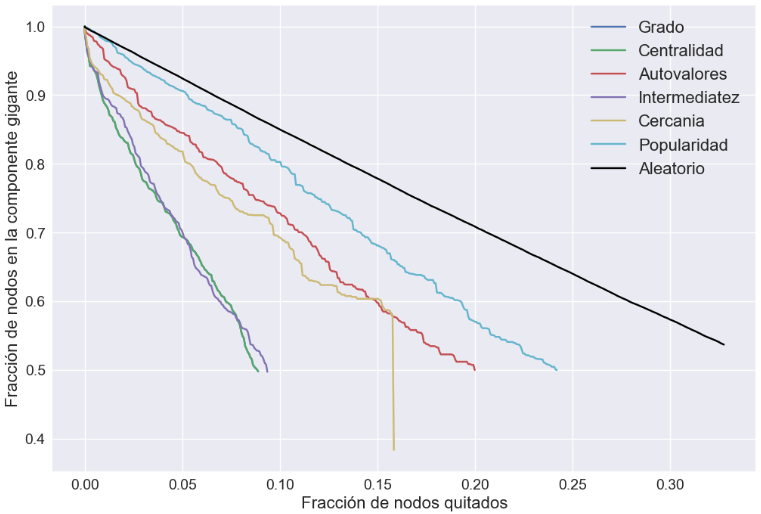 Fracción de nodos en la componente gigante
1.0
0.9
0.8
0.7
0.6
0.5
0.4
Grado
Centralidad
Autovalores
Intermediatez
Cercania
Popularidad
Aleatorio
0.00 0.05 0.10 0.15 0.20 0.25 0.30
Fracción de nodos quitados